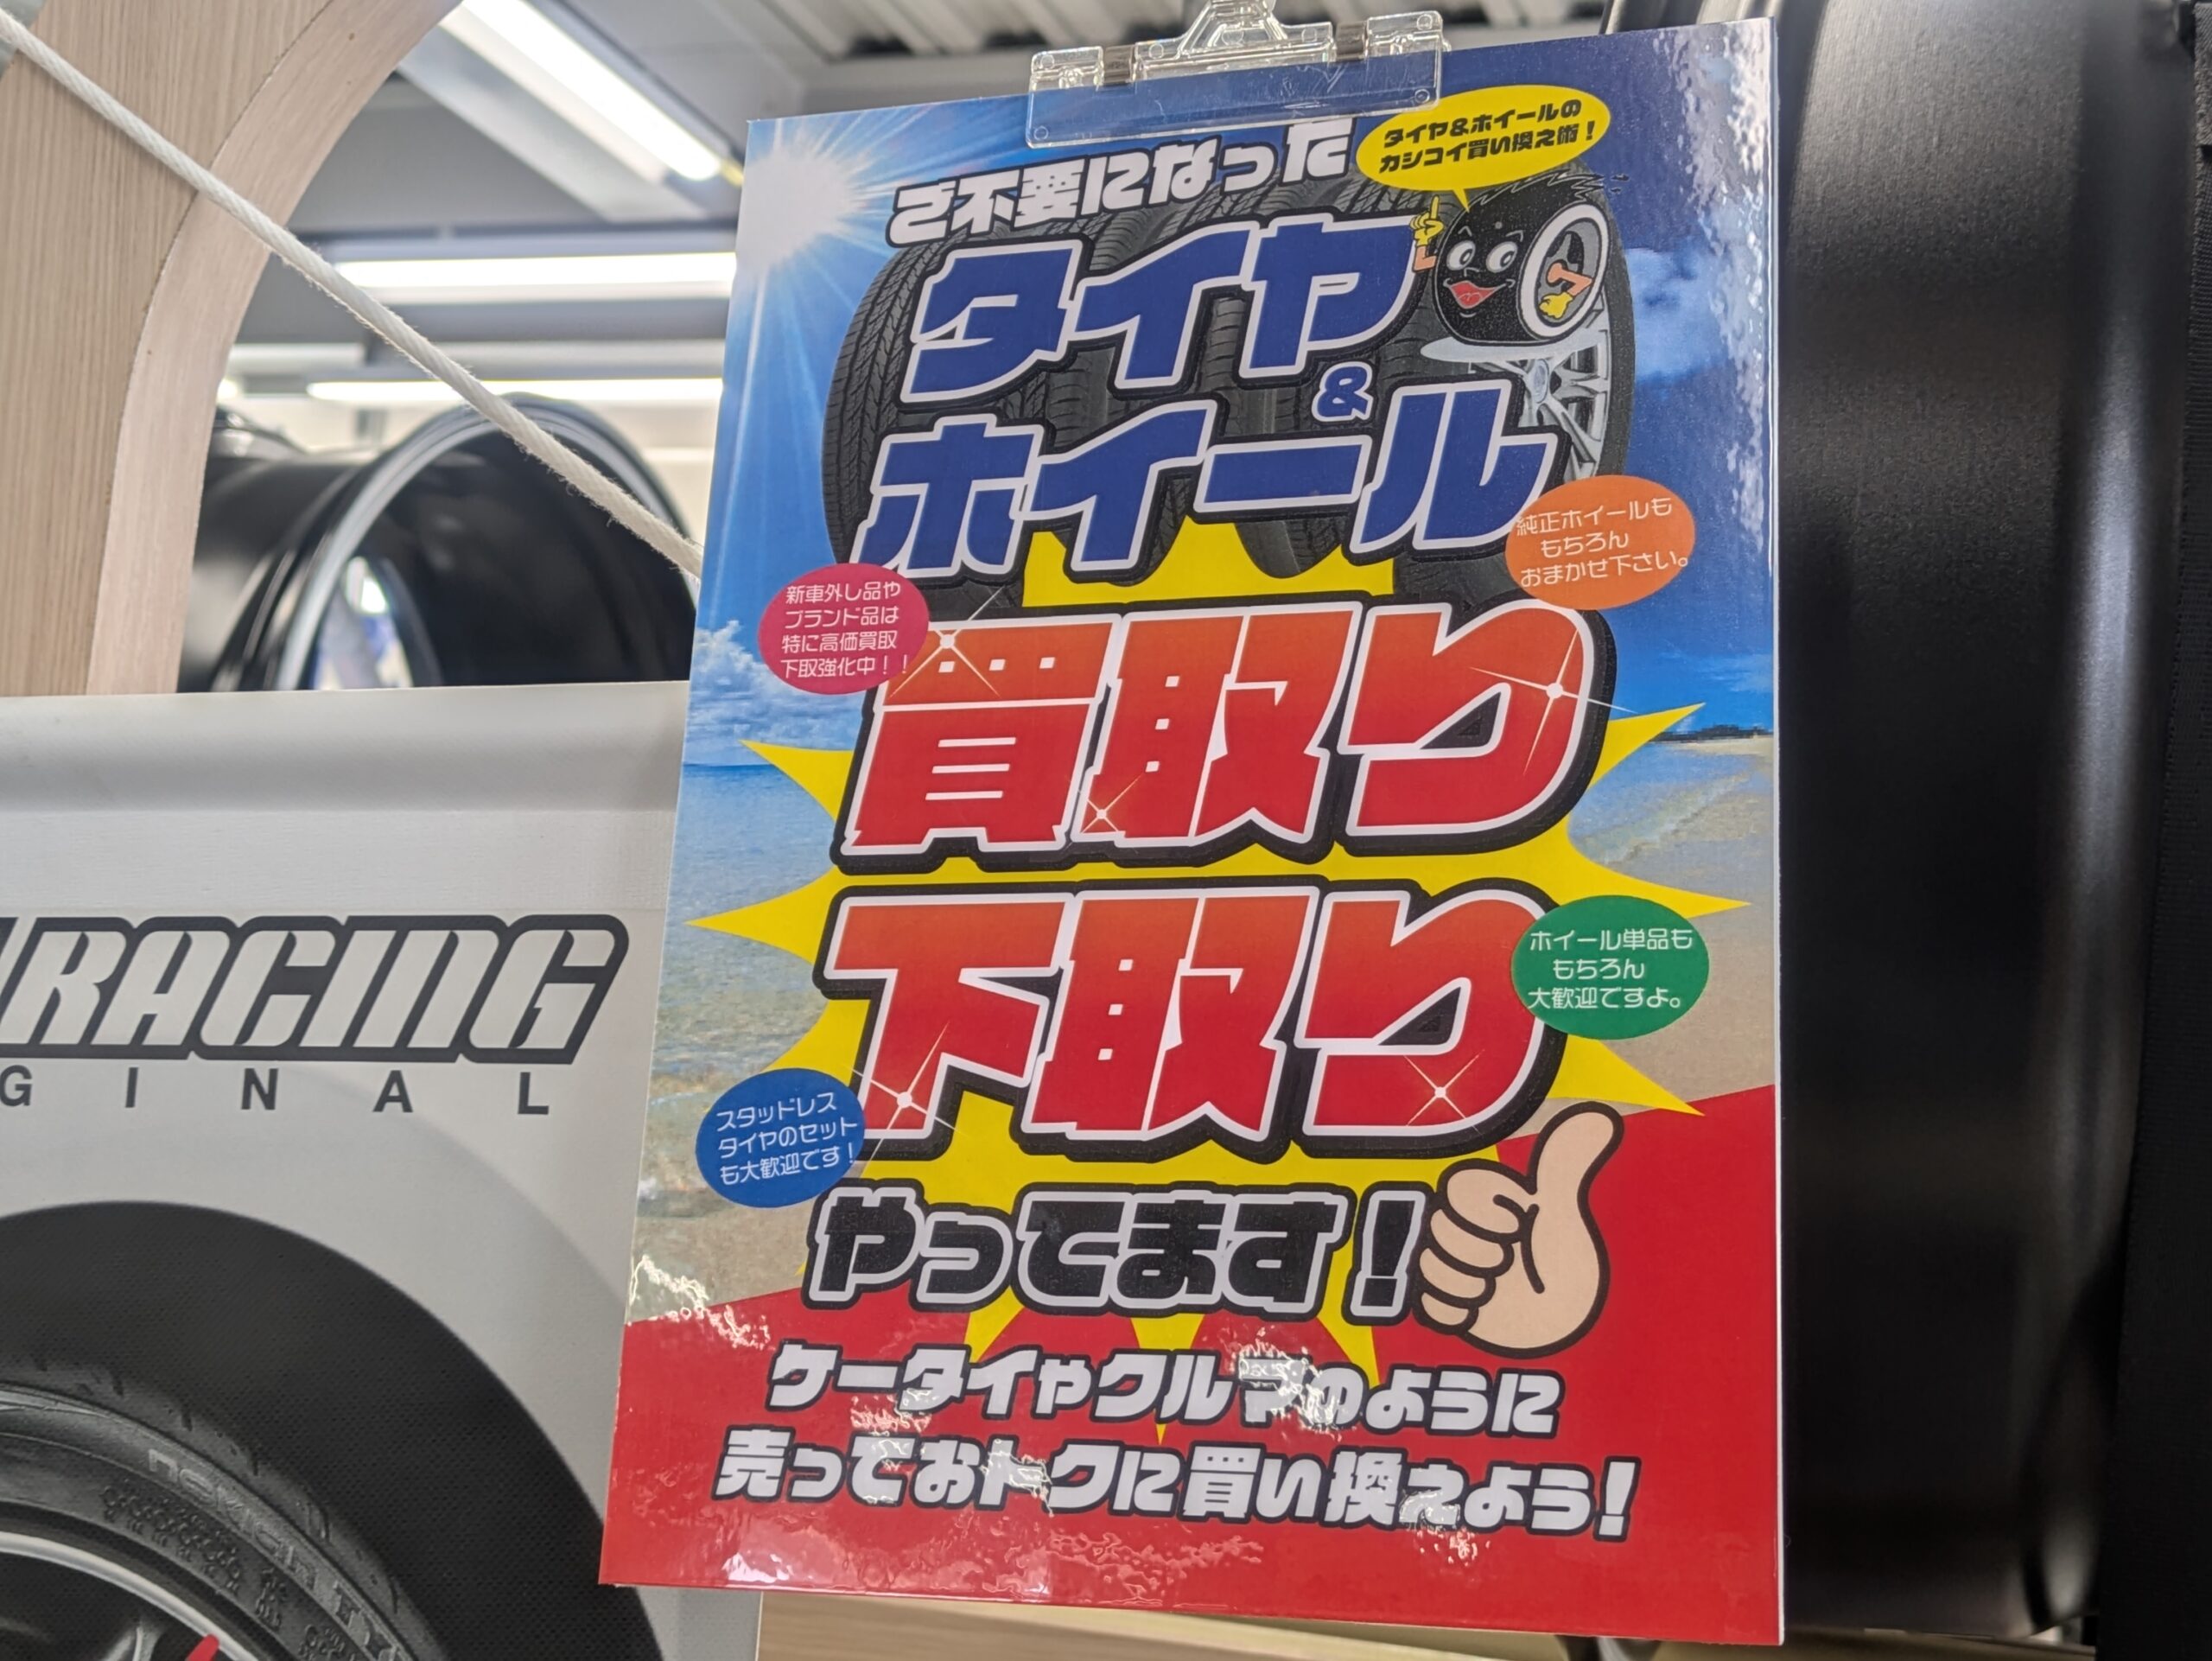 ご不要になった
タイヤ&ホイールの
カシコイ買い換え術！
タイヤ
&
ホイール
純正ホイールも
もちろん
おまかせ下さい。
新車外し品や
ブランド品は
特に高価買取
下取強化中！！
買取り
下取り
ホイール単品も
もちろん
大歓迎ですよ。
スタッドレス
タイヤのセット
も大歓迎です！
やってます！
ケータイやクルマのように
売っておトクに買い換えよう！
RACING
GINAL